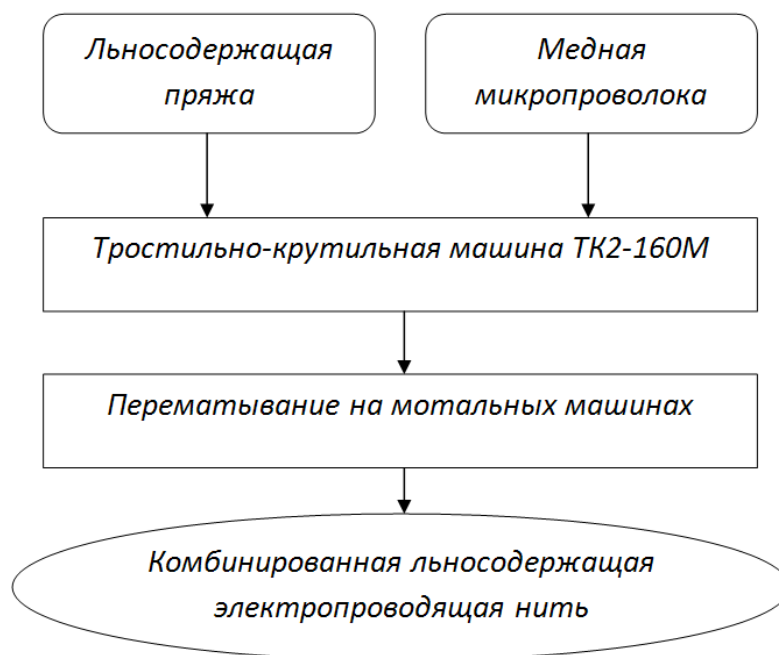 Льносодержащая
пряжа
Медная
микропроволока
Тростильно-крутильная машина ТК2-160М
Перематывание на мотальных машинах
Комбинированная льносодержащая
электропроводящая нить